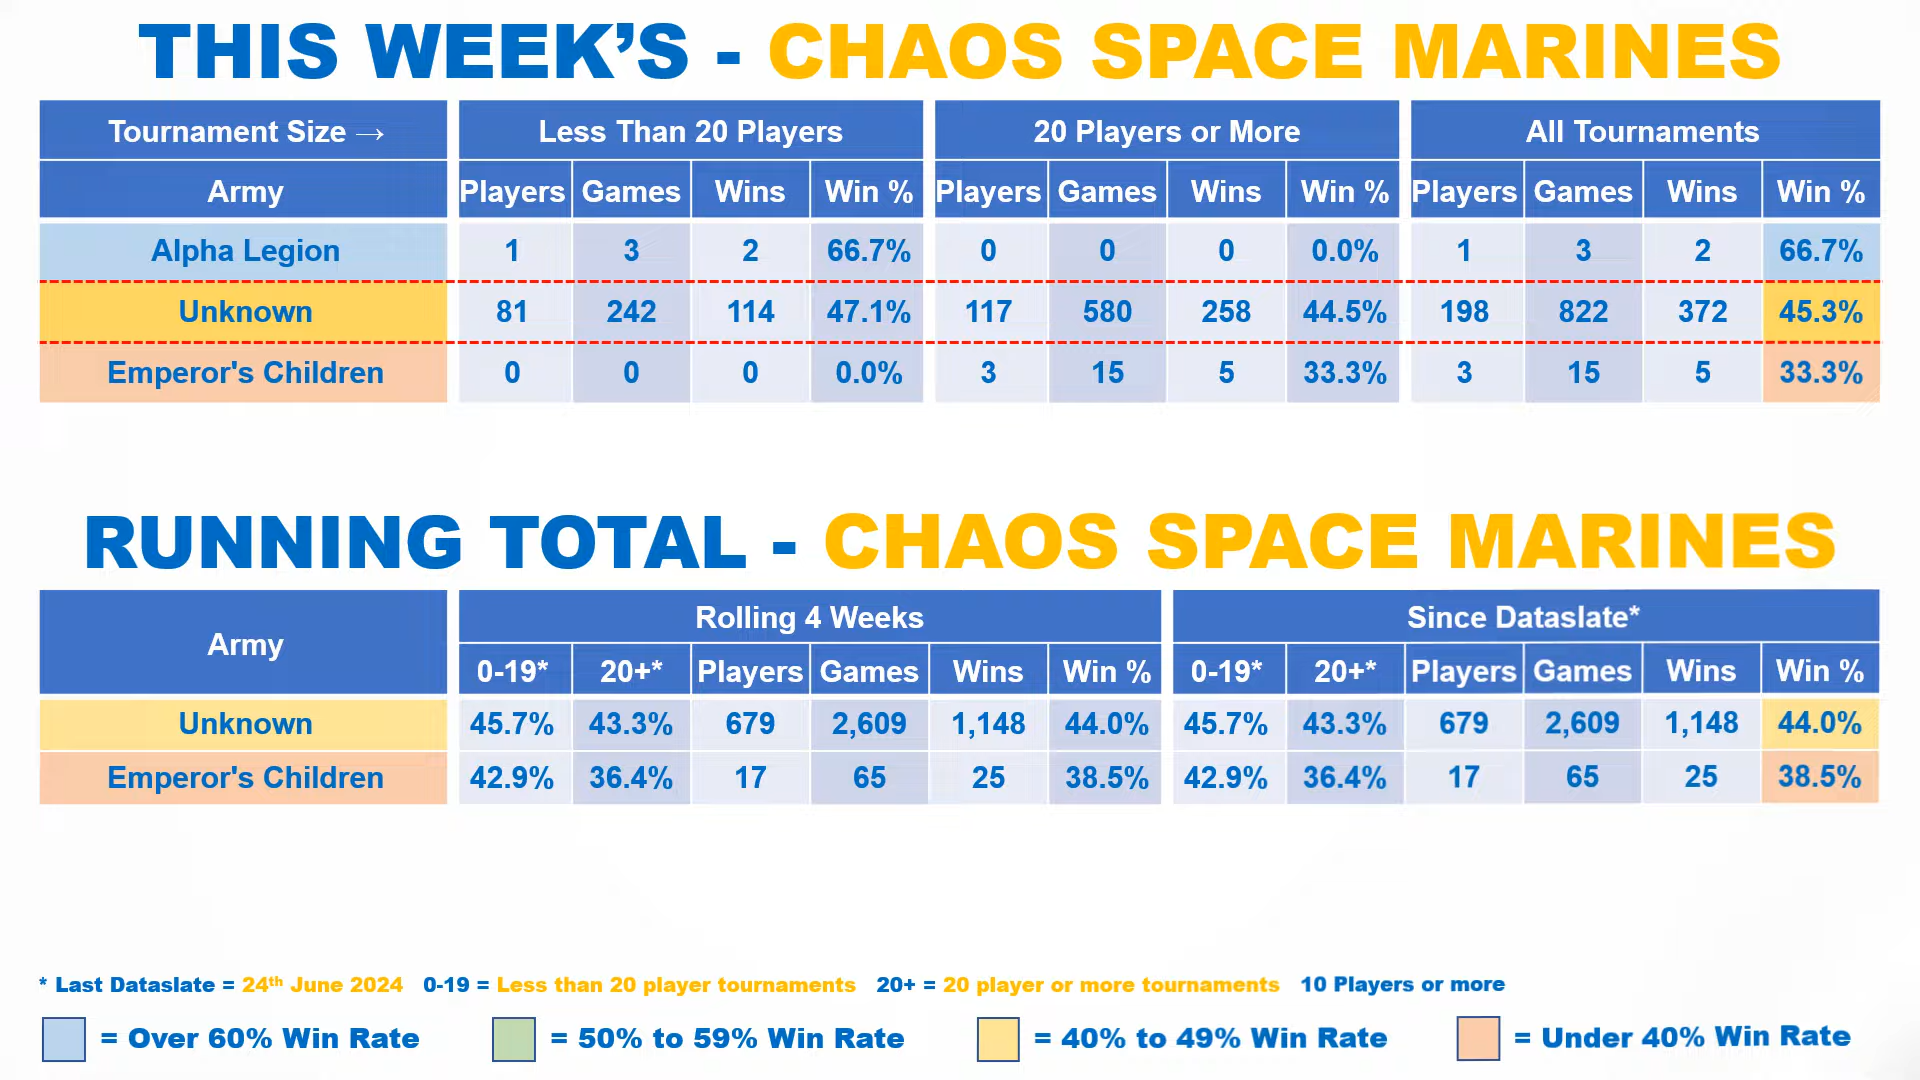 THIS WEEK’S - CHAOS SPACE MARINES
Tournament Size → Less Than 20 Players 20 Players or More All Tournaments
Army Players Games Wins Win % Players Games Wins Win % Players Games Wins Win %
Alpha Legion 1 3 2 66.7% 0 0 0 0.0% 1 3 2 66.7%
Unknown 81 242 114 47.1% 117 580 258 44.5% 198 822 372 45.3%
Emperor's Children 0 0 0 0.0% 3 15 5 33.3% 3 15 5 33.3%
RUNNING TOTAL - CHAOS SPACE MARINES
Army Rolling 4 Weeks Since Dataslate*
0-19* 20+* Players Games Wins Win % 0-19* 20+* Players Games Wins Win %
Unknown 45.7% 43.3% 679 2,609 1,148 44.0% 45.7% 43.3% 679 2,609 1,148 44.0%
Emperor's Children 42.9% 36.4% 17 65 25 38.5% 42.9% 36.4% 17 65 25 38.5%
* Last Dataslate = 24th June 2024 0-19 = Less than 20 player tournaments 20+ = 20 player or more tournaments 10 Players or more
= Over 60% Win Rate = 50% to 59% Win Rate = 40% to 49% Win Rate = Under 40% Win Rate